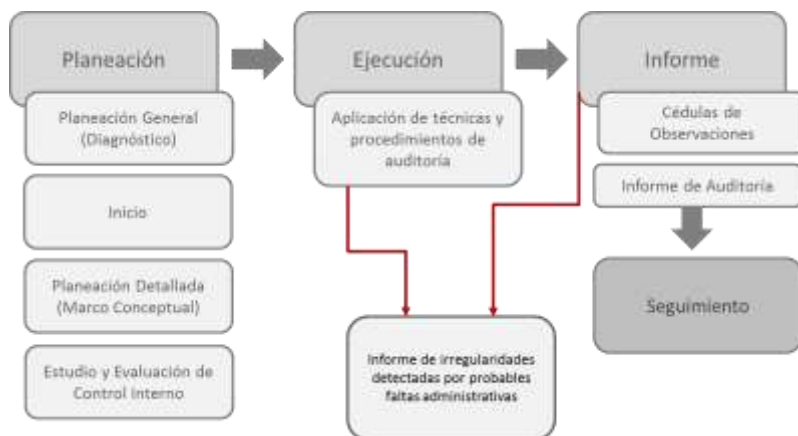 Planeación
Ejecución
Informe
Planeación General
(Diagnóstico)
Inicio
Planeación Detallada
(Marco Conceptual)
Estudio y Evaluación de
Control Interno
Aplicación de técnicas y
procedimientos de
auditoría
Cédulas de
Observaciones
Informe de Auditoría
Seguimiento
Informe de irregularidades
detectadas por probables
faltas administrativas